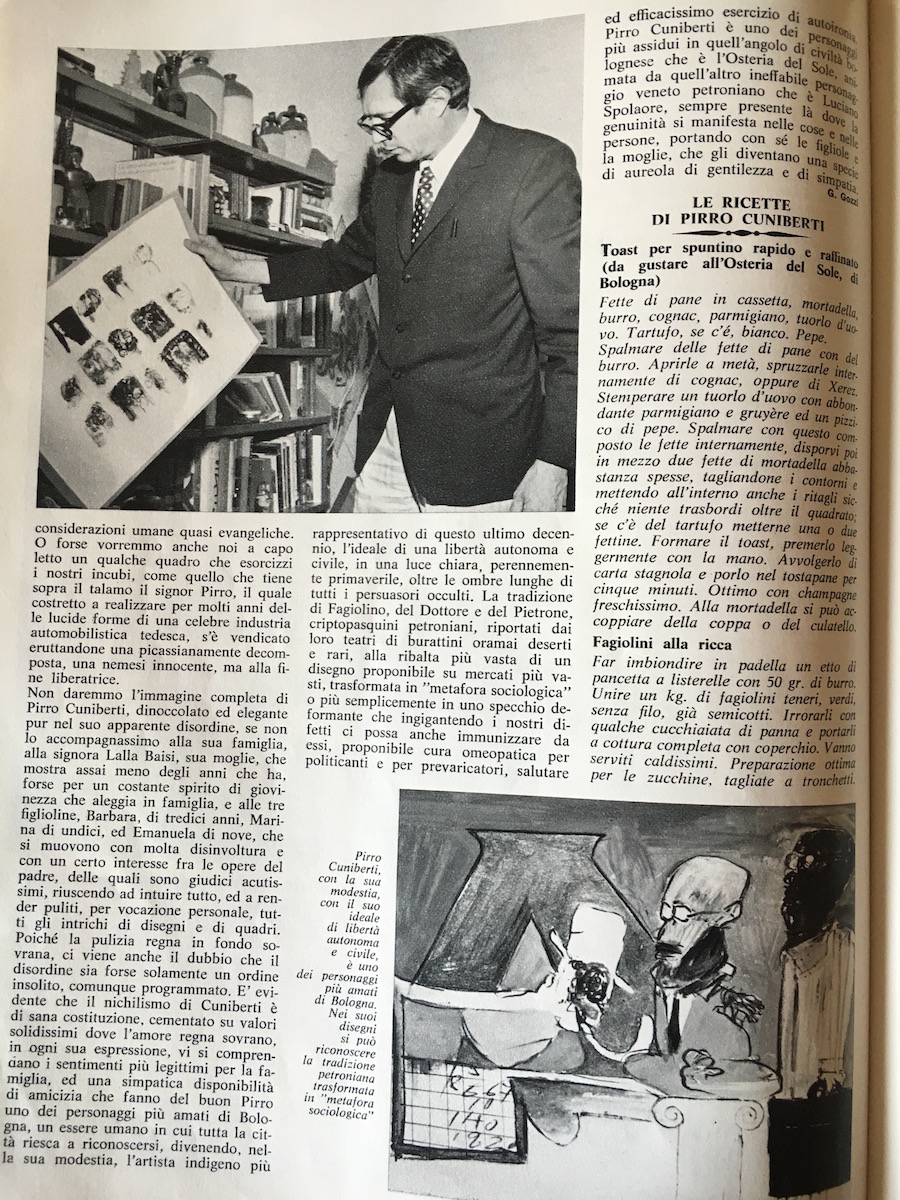 considerazioni umane quasi evangeliche.
O forse vorremmo anche noi a capo
letto un qualche quadro che esorcizzi
i nostri incubi, come quello che tiene
sopra il talamo il signor Pirro, il quale
costretto a realizzare per molti anni del-
le lucide forme di una celebre industria
automobilistica tedesca, s'è vendicato
eruttandone una picassianamente decom-
posta, una nemesi innocente, ma alla fi-
ne liberatrice.
Non daremmo l'immagine completa di
Pirro Cuniberti, dinoccolato ed elegante
pur nel suo apparente disordine, se non
lo accompagnassimo alla sua famiglia,
alla signora Lalla Baisi, sua moglie, che
mostra assai meno degli anni che ha,
forse per un costante spirito di giovi-
nezza che aleggia in famiglia, e alle tre
figlioline, Barbara, di tredici anni, Mari-
na di undici, ed Emanuela di nove, che
si muovono con molta disinvoltura e
con un certo interesse fra le opere del
padre, delle quali sono giudici acutis-
simi, riuscendo ad intuire tutto, ed a ren-
der puliti, per vocazione personale, tut-
ti gli intrichi di disegni e di quadri.
Poiché la pulizia regna in fondo so-
vrana, ci viene anche il dubbio che il
disordine sia forse solamente un ordine
insolito, comunque programmato. E' evi-
dente che il nichilismo di Cuniberti è
di sana costituzione, cementato su valori
solidissimi dove l'amore regna sovrano,
in ogni sua espressione, vi si compren-
dano i sentimenti più legittimi per la fa-
miglia, ed una simpatica disponibilità
di amicizia che fanno del buon Pirro
uno dei personaggi più amati di Bolo-
gna, un essere umano in cui tutta la cit-
tà riesca a riconoscersi, divenendo, nel-
la sua modestia, l'artista indigeno più
rappresentativo di questo ultimo decen-
nio, l'ideale di una libertà autonoma e
civile, in una luce chiara, perennemen-
te primaverile, oltre le ombre lunghe di
tutti i persuasori occulti. La tradizione
di Fagiolino, del Dottore e del Pietrone,
criptopasquini petroniani, riportati dai
loro teatri di burattini oramai deserti
e rari, alla ribalta più vasta di un
disegno proponibile su mercati più va-
sti, trasformata in "metafora sociologica"
o più semplicemente in uno specchio de-
formante che ingigantendo i nostri di-
fetti ci possa anche immunizzare da
essi, proponibile cura omeopatica per
politicanti e per prevaricatori, salutare
ed efficacissimo esercizio di autoironia.
Pirro Cuniberti è uno dei personaggi
più assidui in quell'angolo di civiltà bo-
lognese che è l'Osteria del Sole, ani-
mata da quell'altro ineffabile personag-
gio veneto petroniano che è Luciano
Spolaore, sempre presente là dove la
genuinità si manifesta nelle cose e nelle
persone, portando con sé le figliole e
la moglie, che gli diventano una specie
di aureola di gentilezza e di simpatia.
G. Gozzi
LE RICETTE
DI PIRRO CUNIBERTI
Toast per spuntino rapido e raffinato
(da gustare all'Osteria del Sole, di
Bologna)
Fette di pane in cassetta, mortadella,
burro, cognac, parmigiano, tuorlo d'uo-
vo. Tartufo, se c'é, bianco. Pepe.
Spalmare delle fette di pane con del
burro. Aprirle a metà, spruzzarle inter-
namente di cognac, oppure di Xerez.
Stemperare un tuorlo d'uovo con abbon-
dante parmigiano e gruyère ed un pizzi-
co di pepe. Spalmare con questo com-
posto le fette internamente, disporvi poi
in mezzo due fette di mortadella abba-
stanza spesse, tagliandone i contorni e
mettendo all'interno anche i ritagli sic-
ché niente trasbordi oltre il quadrato;
se c'è del tartufo metterne una o due
fettine. Formare il toast, premerlo leg-
germente con la mano. Avvolgerlo di
carta stagnola e porlo nel tostapane per
cinque minuti. Ottimo con champagne
freschissimo. Alla mortadella si può ac-
coppiare della coppa o del culatello.
Fagiolini alla ricca
Far imbiondire in padella un etto di
pancetta a listerelle con 50 gr. di burro.
Unire un kg. di fagiolini teneri, verdi,
senza filo, già semicotti. Irrorarli con
qualche cucchiaiata di panna e portarli
a cottura completa con coperchio. Vanno
serviti caldissimi. Preparazione ottima
per le zucchine, tagliate a tronchetti.
Pirro
Cuniberti,
con la sua
modestia,
con il suo
ideale
di libertà
autonoma
e civile,
è uno
dei personaggi
più amati
di Bologna.
Nei suoi
disegni
si può
riconoscere
la tradizione
petroniana
trasformata
in "metafora
sociologica"
140